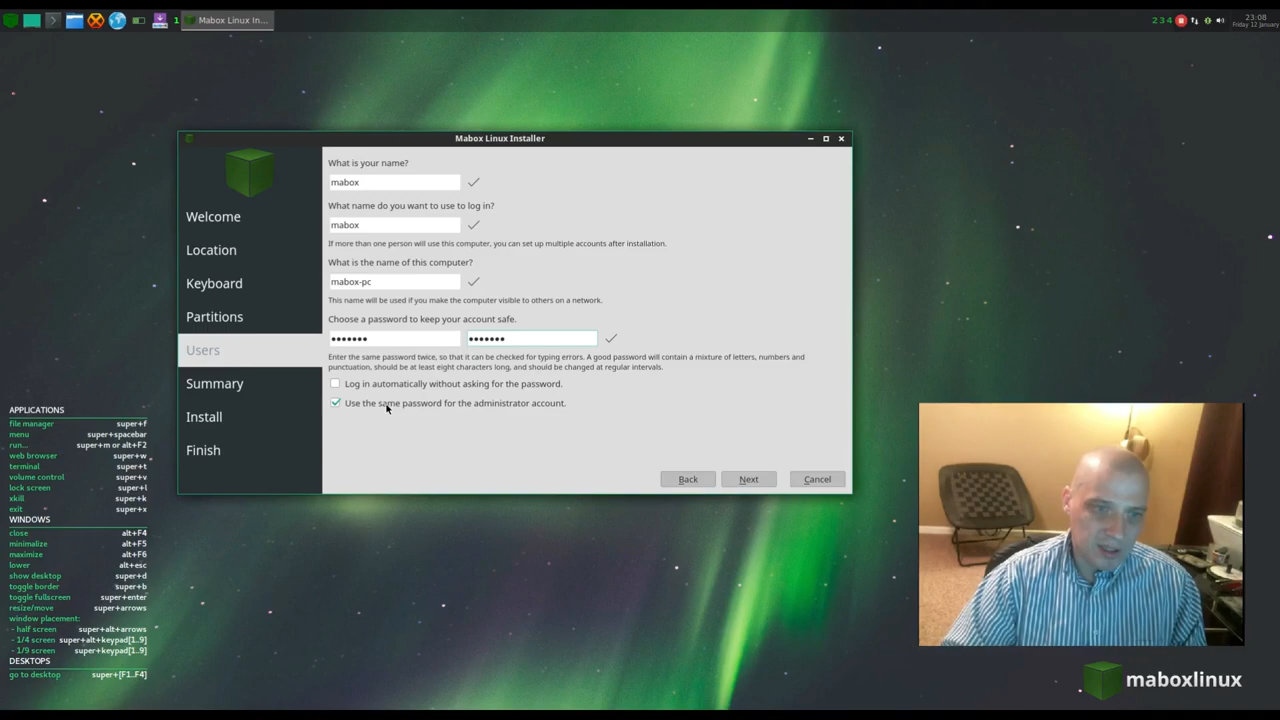 1
Mabox Linux In...
2 3 4
23:08
Friday 12 January
Mabox Linux Installer
Welcome
Location
Keyboard
Partitions
Users
Summary
Install
Finish
What is your name?
mabox
What name do you want to use to log in?
mabox
If more than one person will use this computer, you can set up multiple accounts after installation.
What is the name of this computer?
mabox-pc
This name will be used if you make the computer visible to others on a network.
Choose a password to keep your account safe.
••••••• •••••••
Enter the same password twice, so that it can be checked for typing errors. A good password will contain a mixture of letters, numbers and
punctuation, should be at least eight characters long, and should be changed at regular intervals.
Log in automatically without asking for the password.
Use the same password for the administrator account.
Back Next Cancel
APPLICATIONS
file manager super+f
menu super+spacebar
run... super+m or alt+F2
web browser super+w
terminal super+t
volume control super+v
lock screen super+l
xkill super+k
exit super+x
WINDOWS
close alt+F4
minimalize alt+F5
maximize alt+F6
lower alt+esc
show desktop super+d
toggle border super+b
toggle fullscreen super+enter
resize/move super+arrows
window placement:
- half screen super+alt+arrows
- 1/4 screen super+alt+keypad[1..9]
- 1/9 screen super+keypad[1..9]
DESKTOPS
go to desktop super+[F1..F4]
maboxlinux